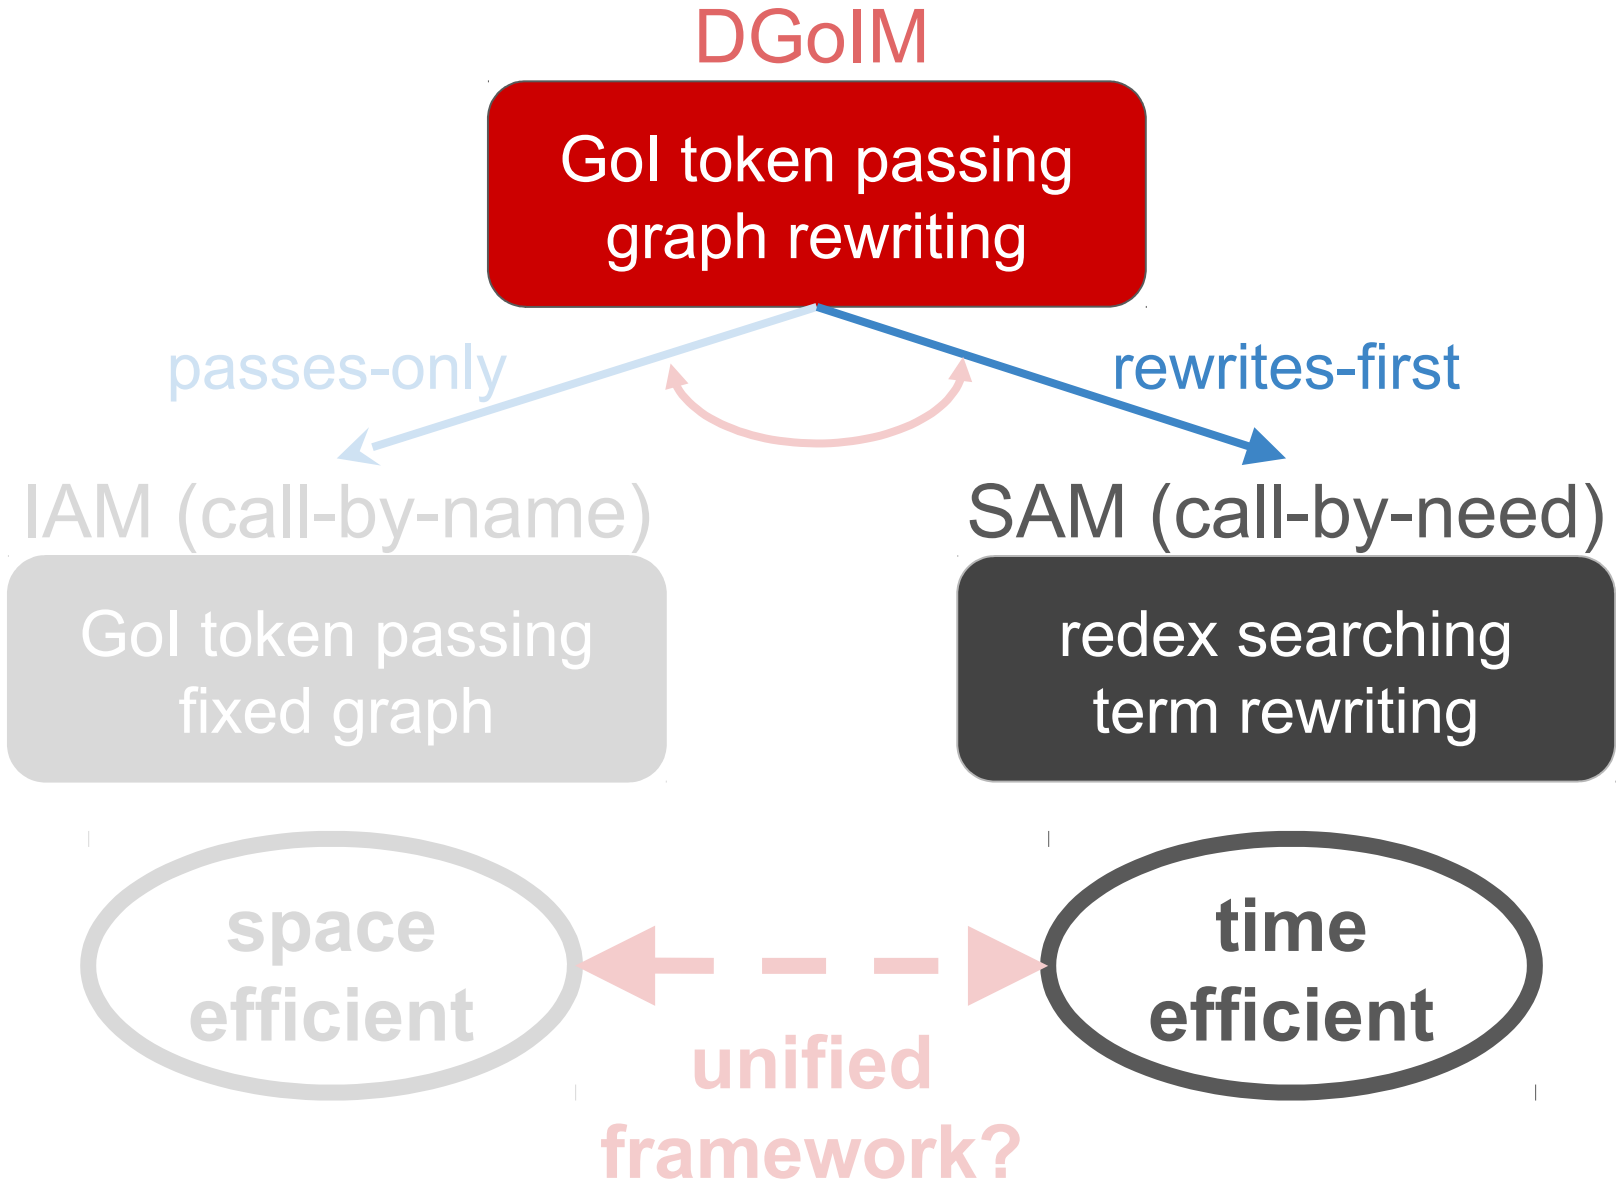 DGoIM
GoI token passing
graph rewriting
passes-only
rewrites-first
IAM (call-by-name)
SAM (call-by-need)
GoI token passing
fixed graph
redex searching
term rewriting
space
efficient
time
efficient
unified
framework?